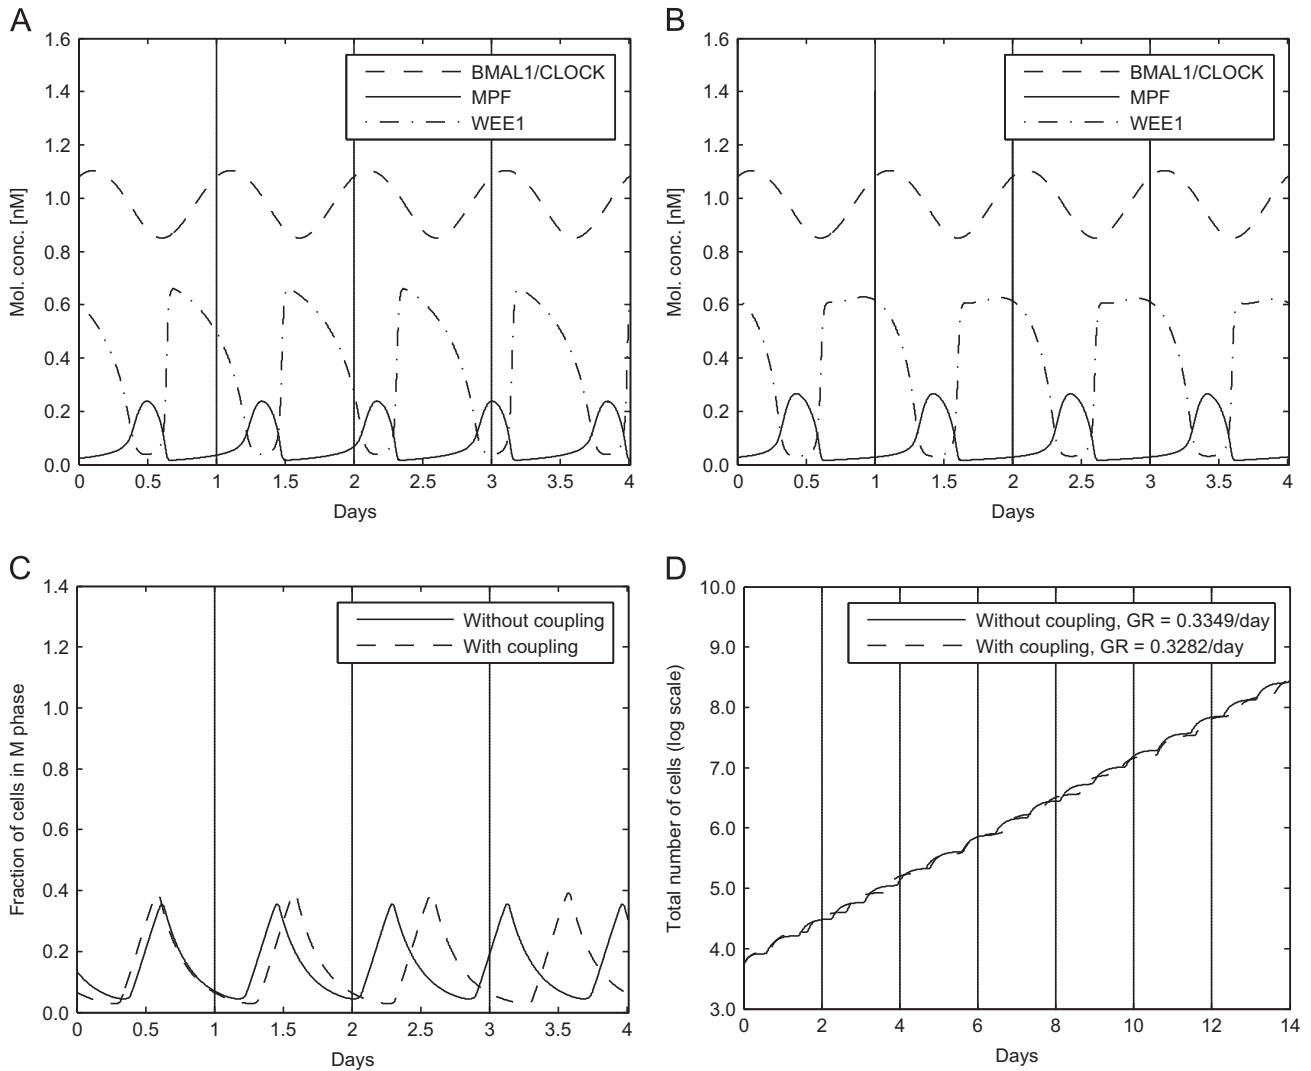 A
1.6
1.4
1.2
1.0
0.8
0.6
0.4
0.2
0.0
Mol. conc. [nM]
0 0.5 1 1.5 2 2.5 3 3.5 4
Days
BMAL1/CLOCK
MPF
WEE1
B
1.6
1.4
1.2
1.0
0.8
0.6
0.4
0.2
0.0
Mol. conc. [nM]
0 0.5 1 1.5 2 2.5 3 3.5 4
Days
BMAL1/CLOCK
MPF
WEE1
C
1.4
1.2
1.0
0.8
0.6
0.4
0.2
0.0
Fraction of cells in M phase
0 0.5 1 1.5 2 2.5 3 3.5 4
Days
Without coupling
With coupling
D
10.0
9.0
8.0
7.0
6.0
5.0
4.0
3.0
Total number of cells (log scale)
0 2 4 6 8 10 12 14
Days
Without coupling, GR = 0.3349/day
With coupling, GR = 0.3282/day